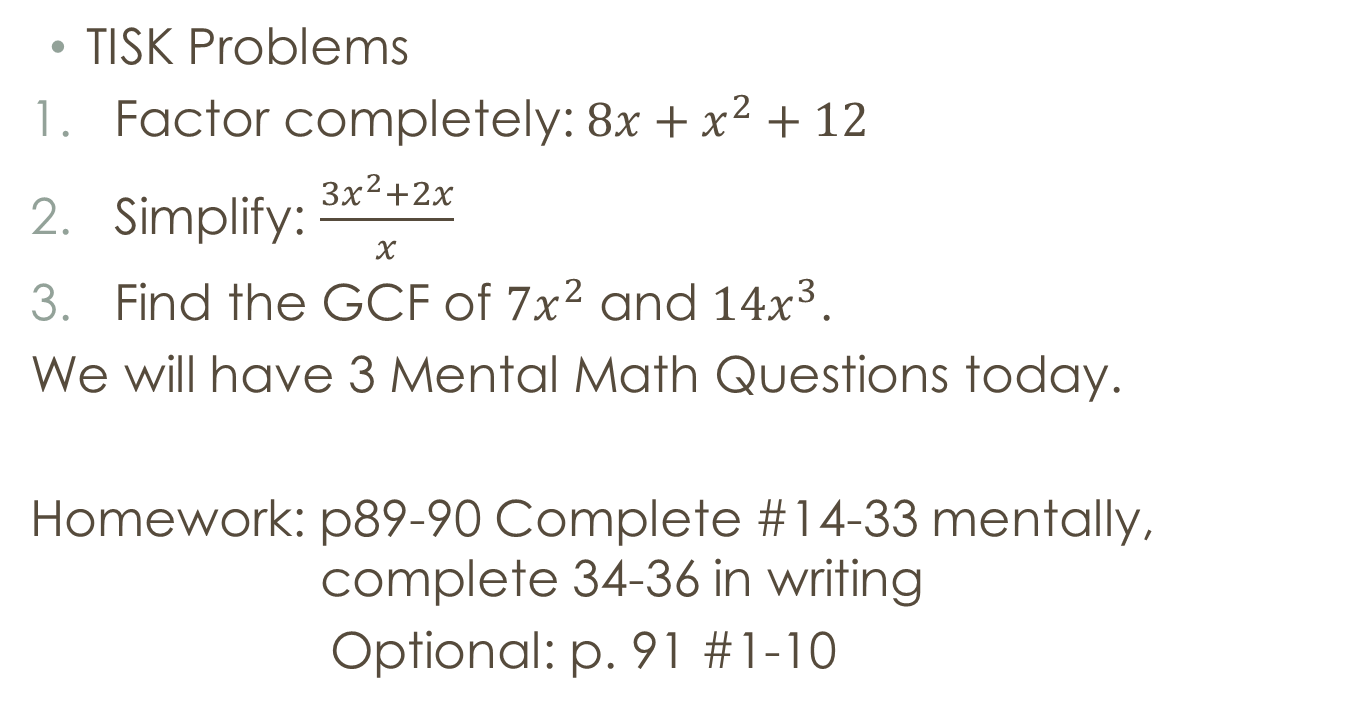 • TISK Problems
1. Factor completely: 8x + x² + 12
2. Simplify: \frac{3x²+2x}{x}
3. Find the GCF of 7x² and 14x³.
We will have 3 Mental Math Questions today.
Homework: p89-90 Complete #14-33 mentally,
complete 34-36 in writing
Optional: p. 91 #1-10